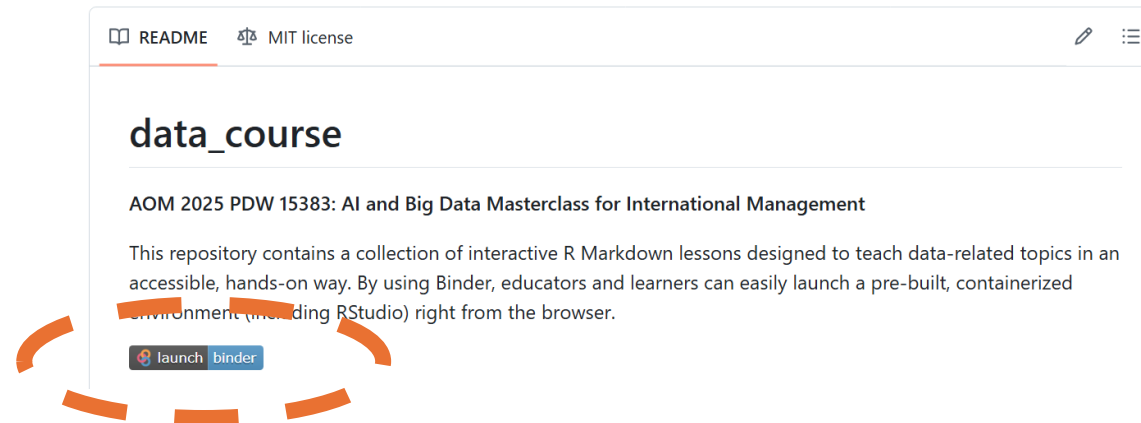 README MIT license
data_course
AOM 2025 PDW 15383: AI and Big Data Masterclass for International Management
This repository contains a collection of interactive R Markdown lessons designed to teach data-related topics in an
accessible, hands-on way. By using Binder, educators and learners can easily launch a pre-built, containerized
environment (including RStudio) right from the browser.
launch binder